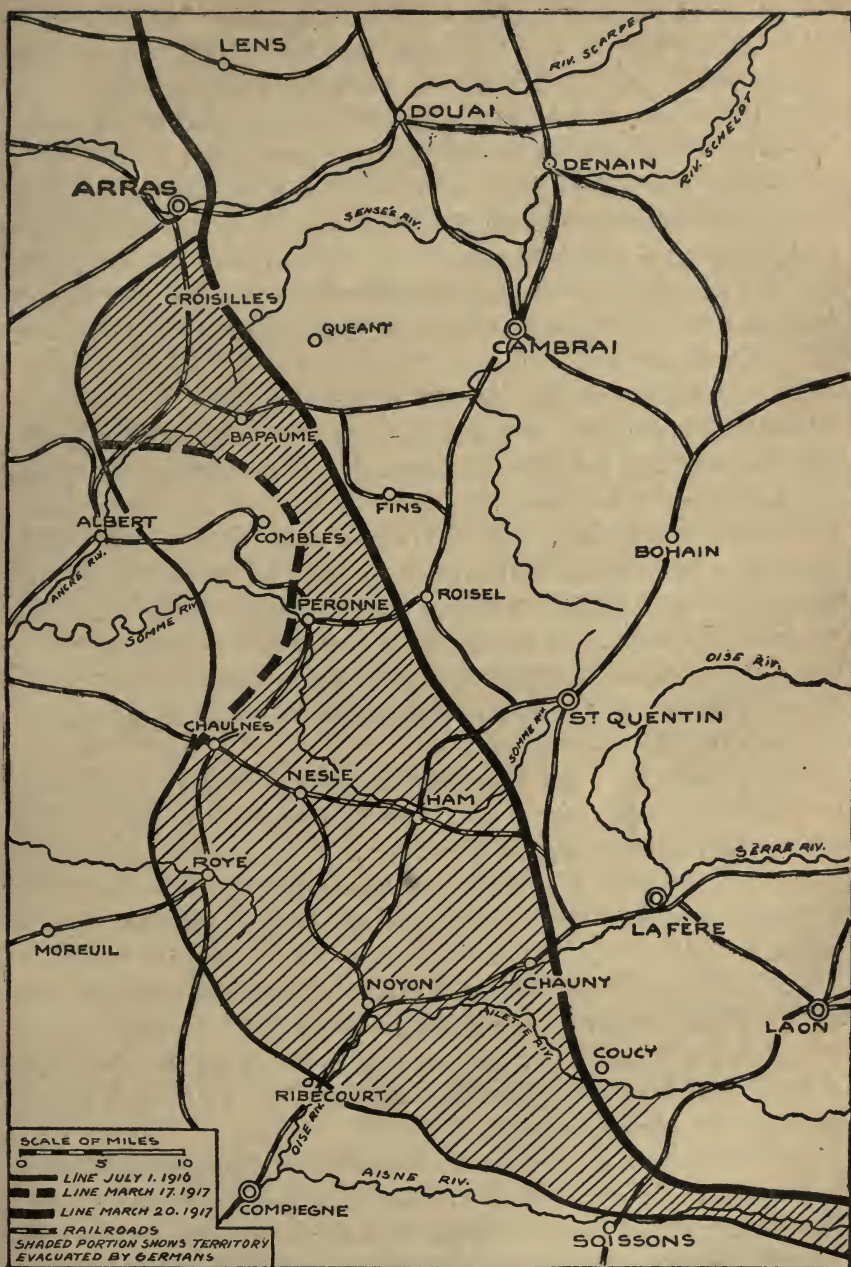 LENS
RIV. SCARPE
DOUAI
DENAIN
RIV. SCHELDT
ARRAS
SENSÉE RIV.
CROISILLES
QUEANT
CAMBRAI
BAPAUME
FINS
ALBERT
COMBLES
BOHAIN
ANCRE RIV.
SOMME RIV.
PERONNE
ROISEL
OISE RIV.
ST QUENTIN
SOMME RIV.
CHAULNES
NESLE
HAM
SERRE RIV.
ROYE
LA FÈRE
MOREUIL
CHAUNY
NOYON
LAON
AILETTE RIV.
COUCY
RIBECOURT
OISE RIV.
AISNE RIV.
COMPIEGNE
SOISSONS
SCALE OF MILES
0 5 10
LINE JULY 1. 1916
LINE MARCH 17. 1917
LINE MARCH 20. 1917
RAILROADS
SHADED PORTION SHOWS TERRITORY
EVACUATED BY GERMANS